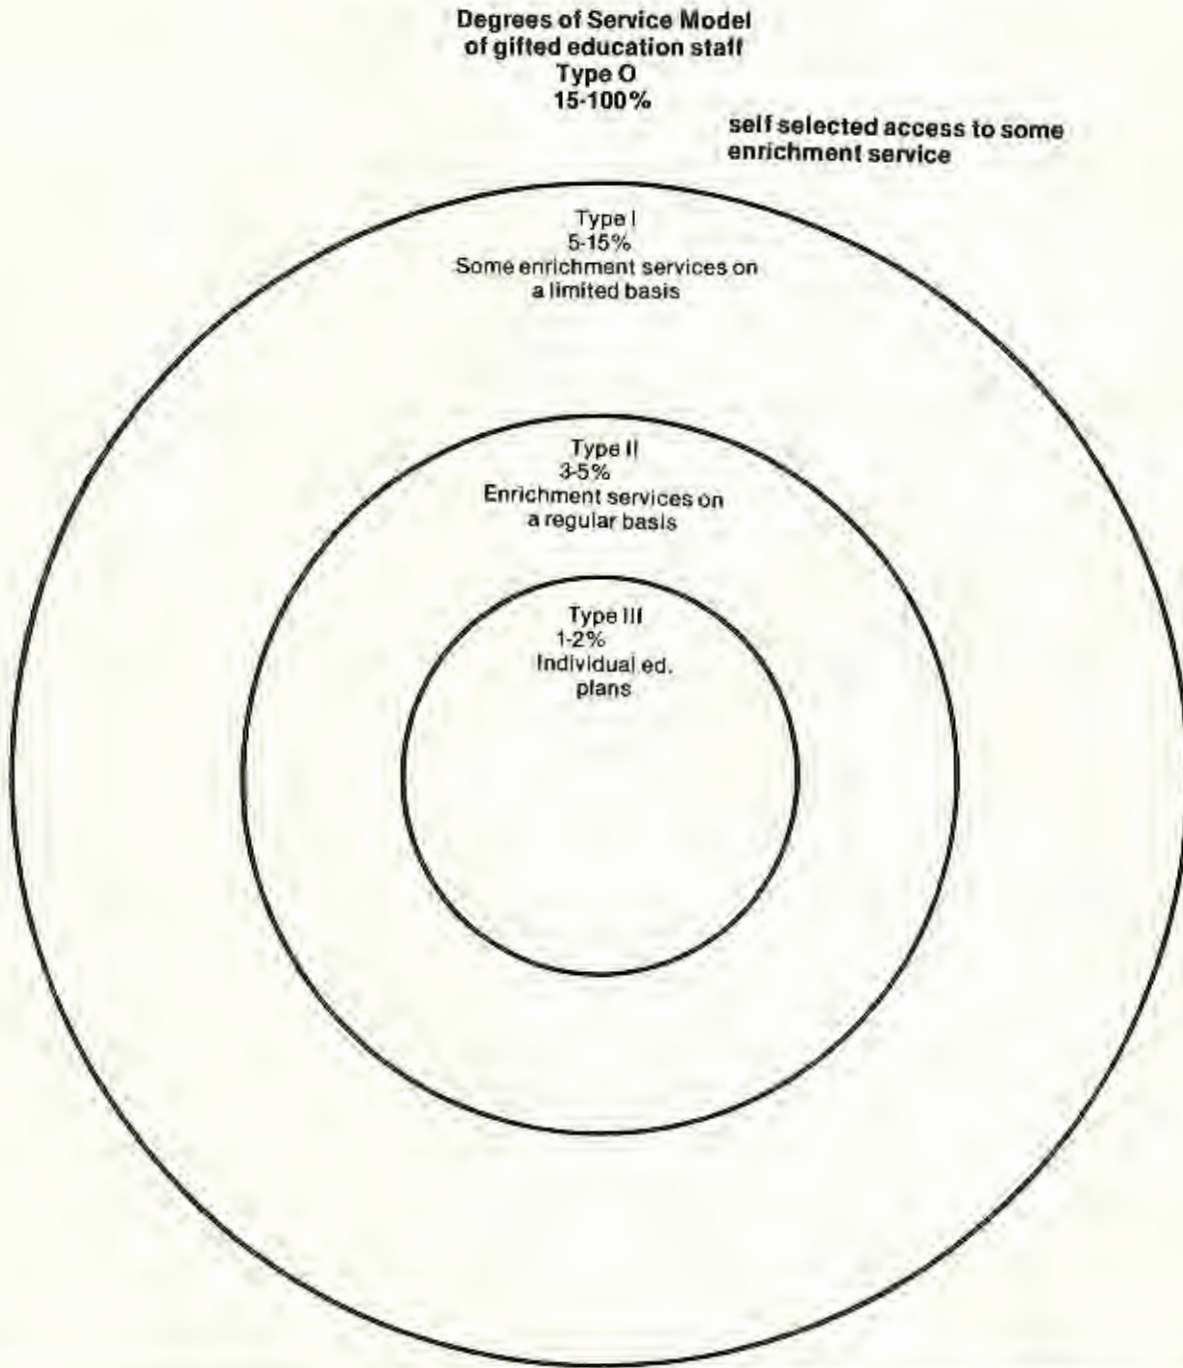 Degrees of Service Model
of gifted education staff
Type O
15-100%
self selected access to some
enrichment service
Type I
5-15%
Some enrichment services on
a limited basis
Type II
3-5%
Enrichment services on
a regular basis
Type III
1-2%
Individual ed.
plans